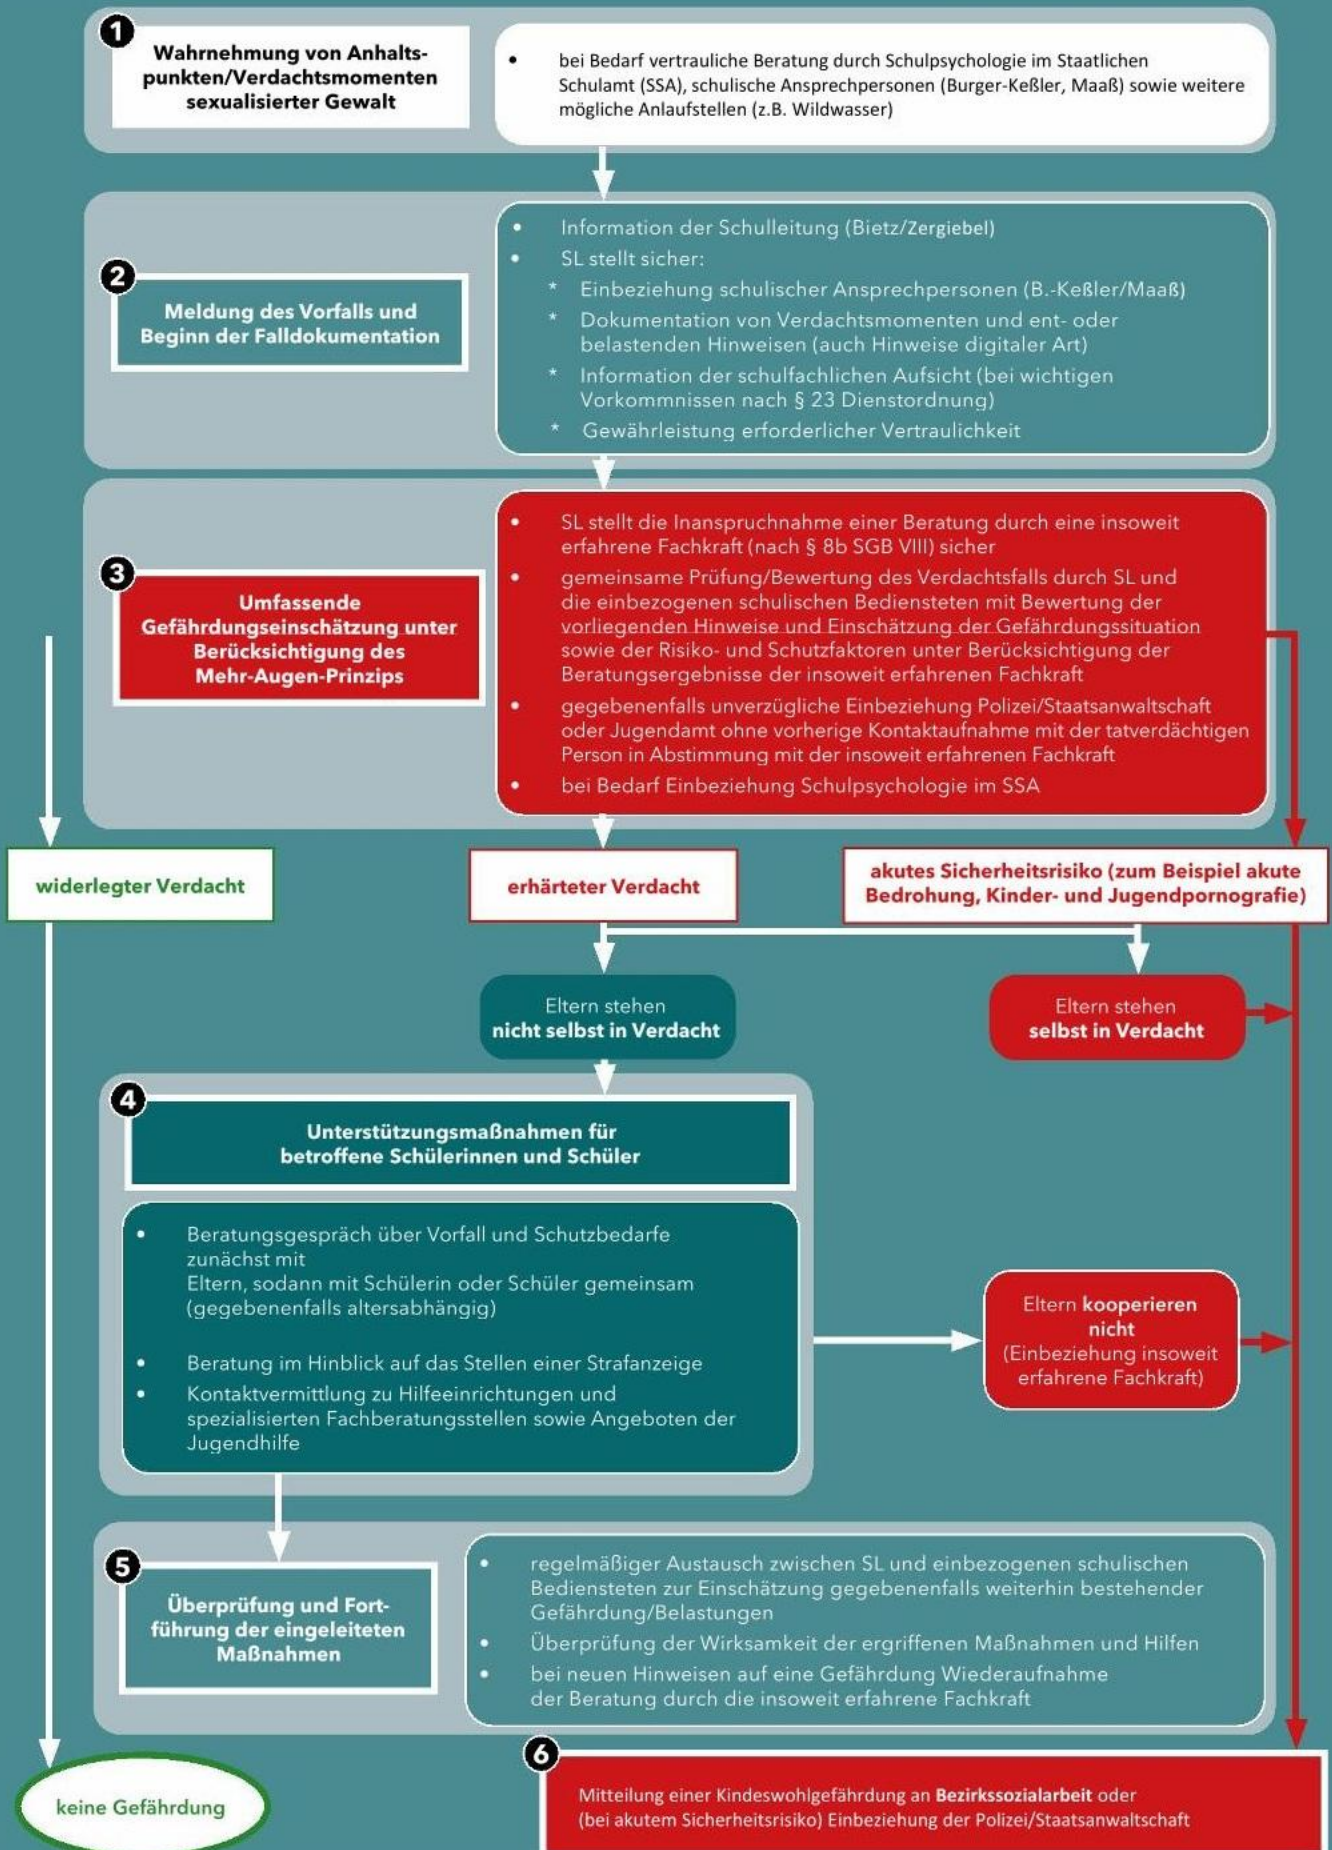 1
Wahrnehmung von Anhalts-
punkten/Verdachtsmomenten
sexualisierter Gewalt
• bei Bedarf vertrauliche Beratung durch Schulpsychologie im Staatlichen
Schulamt (SSA), schulische Ansprechpersonen (Burger-Keßler, Maaß) sowie weitere
mögliche Anlaufstellen (z.B. Wildwasser)
2
Meldung des Vorfalls und
Beginn der Falldokumentation
• Information der Schulleitung (Bietz/Zergiebel)
• SL stellt sicher:
* Einbeziehung schulischer Ansprechpersonen (B.-Keßler/Maaß)
* Dokumentation von Verdachtsmomenten und ent- oder
belastenden Hinweisen (auch Hinweise digitaler Art)
* Information der schulfachlichen Aufsicht (bei wichtigen
Vorkommnissen nach § 23 Dienstordnung)
* Gewährleistung erforderlicher Vertraulichkeit
3
Umfassende
Gefährdungseinschätzung unter
Berücksichtigung des
Mehr-Augen-Prinzips
• SL stellt die Inanspruchnahme einer Beratung durch eine insoweit
erfahrene Fachkraft (nach § 8b SGB VIII) sicher
• gemeinsame Prüfung/Bewertung des Verdachtsfalls durch SL und
die einbezogenen schulischen Bediensteten mit Bewertung der
vorliegenden Hinweise und Einschätzung der Gefährdungssituation
sowie der Risiko- und Schutzfaktoren unter Berücksichtigung der
Beratungsergebnisse der insoweit erfahrenen Fachkraft
• gegebenenfalls unverzügliche Einbeziehung Polizei/Staatsanwaltschaft
oder Jugendamt ohne vorherige Kontaktaufnahme mit der tatverdächtigen
Person in Abstimmung mit der insoweit erfahrenen Fachkraft
• bei Bedarf Einbeziehung Schulpsychologie im SSA
widerlegter Verdacht
erhärteter Verdacht
akutes Sicherheitsrisiko (zum Beispiel akute
Bedrohung, Kinder- und Jugendpornografie)
Eltern stehen
nicht selbst in Verdacht
Eltern stehen
selbst in Verdacht
4
Unterstützungsmaßnahmen für
betroffene Schülerinnen und Schüler
• Beratungsgespräch über Vorfall und Schutzbedarfe
zunächst mit
Eltern, sodann mit Schülerin oder Schüler gemeinsam
(gegebenenfalls altersabhängig)
• Beratung im Hinblick auf das Stellen einer Strafanzeige
• Kontaktvermittlung zu Hilfeeinrichtungen und
spezialisierten Fachberatungsstellen sowie Angeboten der
Jugendhilfe
Eltern kooperieren
nicht
(Einbeziehung insoweit
erfahrene Fachkraft)
5
Überprüfung und Fort-
führung der eingeleiteten
Maßnahmen
• regelmäßiger Austausch zwischen SL und einbezogenen schulischen
Bediensteten zur Einschätzung gegebenenfalls weiterhin bestehender
Gefährdung/Belastungen
• Überprüfung der Wirksamkeit der ergriffenen Maßnahmen und Hilfen
• bei neuen Hinweisen auf eine Gefährdung Wiederaufnahme
der Beratung durch die insoweit erfahrene Fachkraft
keine Gefährdung
6
Mitteilung einer Kindeswohlgefährdung an Bezirkssozialarbeit oder
(bei akutem Sicherheitsrisiko) Einbeziehung der Polizei/Staatsanwaltschaft